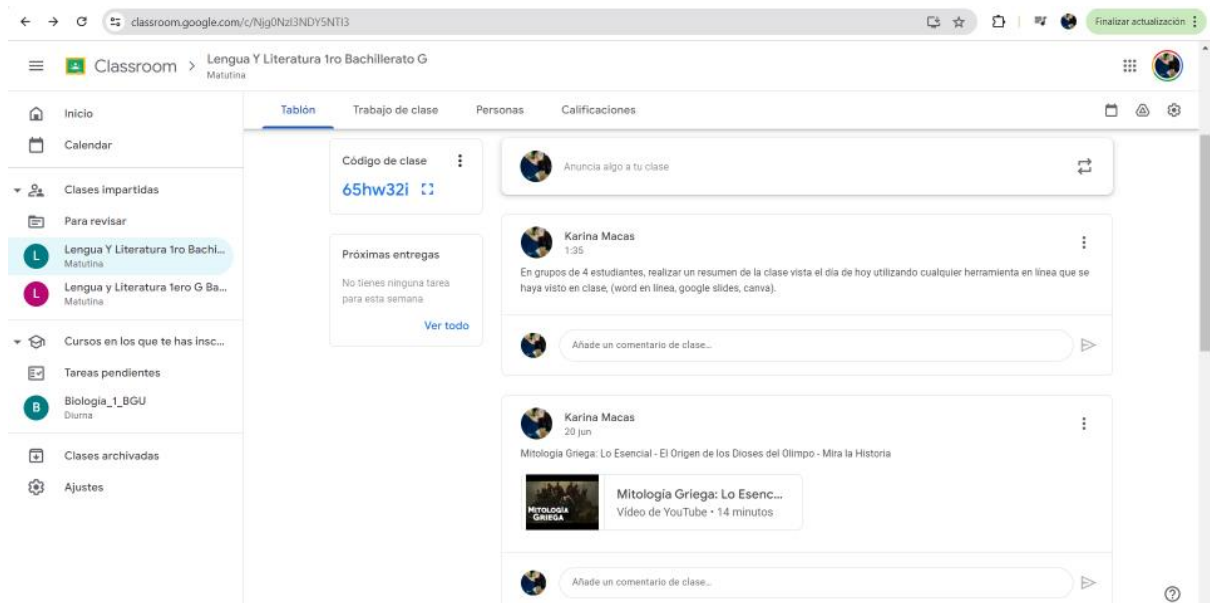 classroom.google.com/c/Njg0NzI3NDY5NTI3
Finalizar actualización
Classroom > Lengua Y Literatura 1ro Bachillerato G
Matutina
Inicio
Calendar
Clases impartidas
Para revisar
Lengua Y Literatura 1ro Bachi...
Matutina
Lengua y Literatura 1ero G Ba...
Matutina
Cursos en los que te has insc...
Tareas pendientes
B
Biología_1_BGU
Diurna
Clases archivadas
Ajustes
Tablón
Trabajo de clase
Personas
Calificaciones
Código de clase
65hw32i
Próximas entregas
No tienes ninguna tarea
para esta semana
Ver todo
Anuncia algo a tu clase
Karina Macas
1:35
En grupos de 4 estudiantes, realizar un resumen de la clase vista el día de hoy utilizando cualquier herramienta en línea que se
haya visto en clase, (word en línea, google slides, canva).
Añade un comentario de clase...
Karina Macas
20 jun
Mitología Griega: Lo Esencial - El Origen de los Dioses del Olimpo - Mira la Historia
MITOLOGÍA
GRIEGA
Mitología Griega: Lo Esenc...
Vídeo de YouTube • 14 minutos
Añade un comentario de clase...